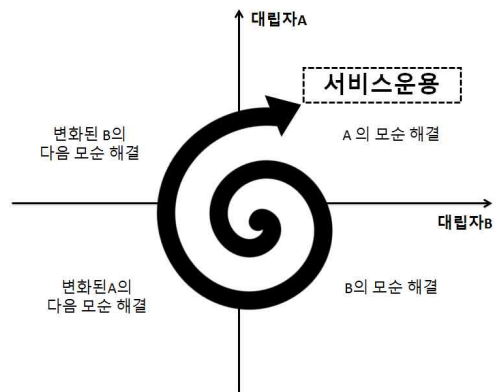 대립자A
서비스운용
변화된 B의
다음 모순 해결
A 의 모순 해결
대립자B
변화된A의
다음 모순 해결
B의 모순 해결